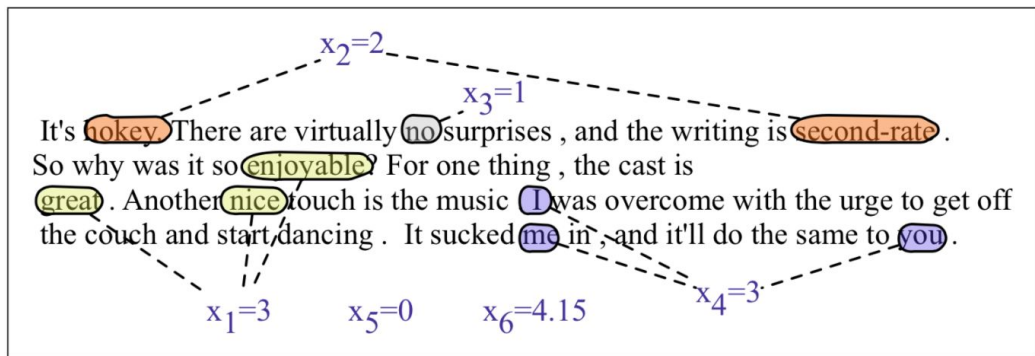 x2=2
x3=1
It's hokey. There are virtually no surprises , and the writing is second-rate .
So why was it so enjoyable? For one thing , the cast is
great . Another nice touch is the music I was overcome with the urge to get off
the couch and start dancing . It sucked me in , and it'll do the same to you .
x1=3 x5=0 x6=4.15 x4=3